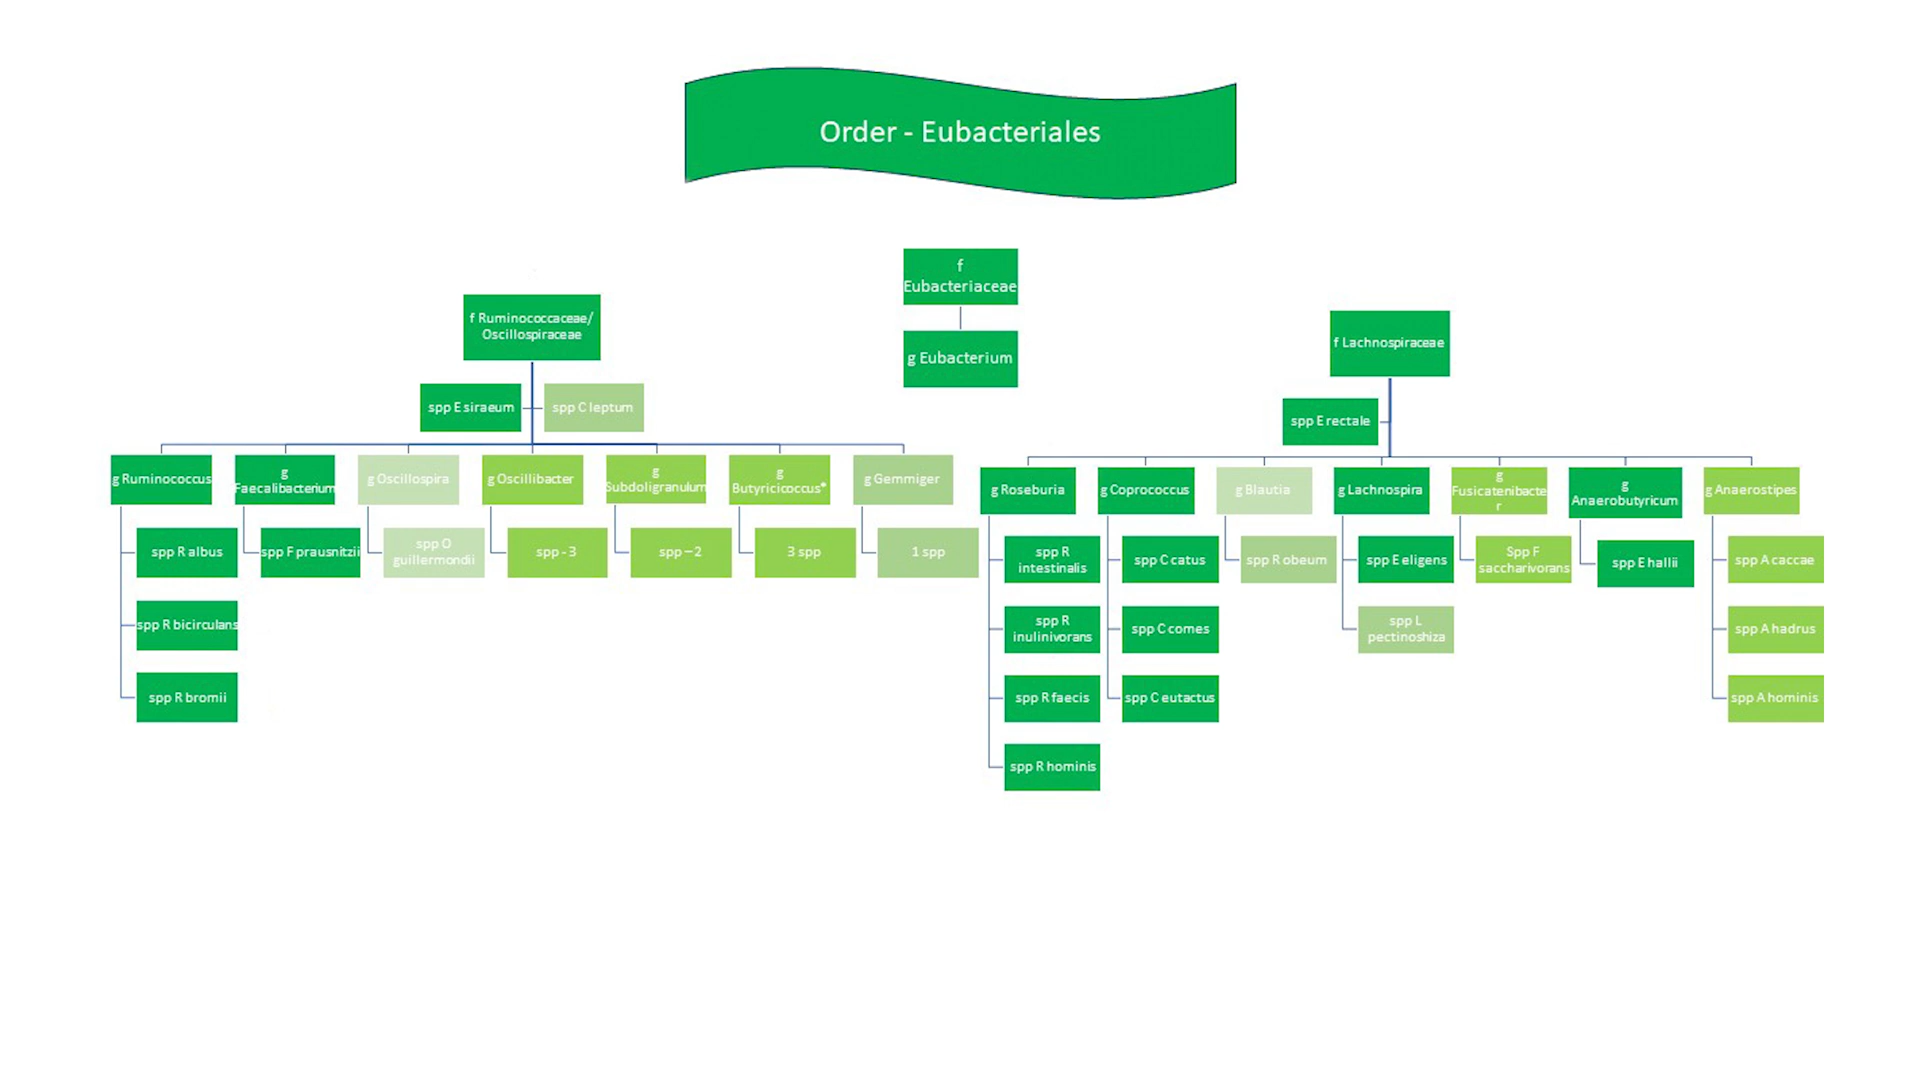 Order - Eubacteriales
f
Eubacteriaceae
g Eubacterium
f Ruminococcaceae/
Oscillospiraceae
spp E siraeum
spp C leptum
g Ruminococcus
g
Faecalibacterium
g Oscillospira
g Oscillibacter
g
Subdoligranulum
g
Butyricicoccus*
g Gemmiger
spp R albus
spp F prausnitzii
spp O
guillermondii
spp - 3
spp – 2
3 spp
1 spp
spp R bicirculans
spp R bromii
f Lachnospiraceae
spp E rectale
g Roseburia
g Coprococcus
g Blautia
g Lachnospira
g
Fusicatenibacte
r
g
Anaerobutyricum
g Anaerostipes
spp R
intestinalis
spp C catus
spp R obeum
spp E eligens
Spp F
saccharivorans
spp E hallii
spp A caccae
spp R
inulinivorans
spp C comes
spp L
pectinoshiza
spp A hadrus
spp R faecis
spp C eutactus
spp A hominis
spp R hominis